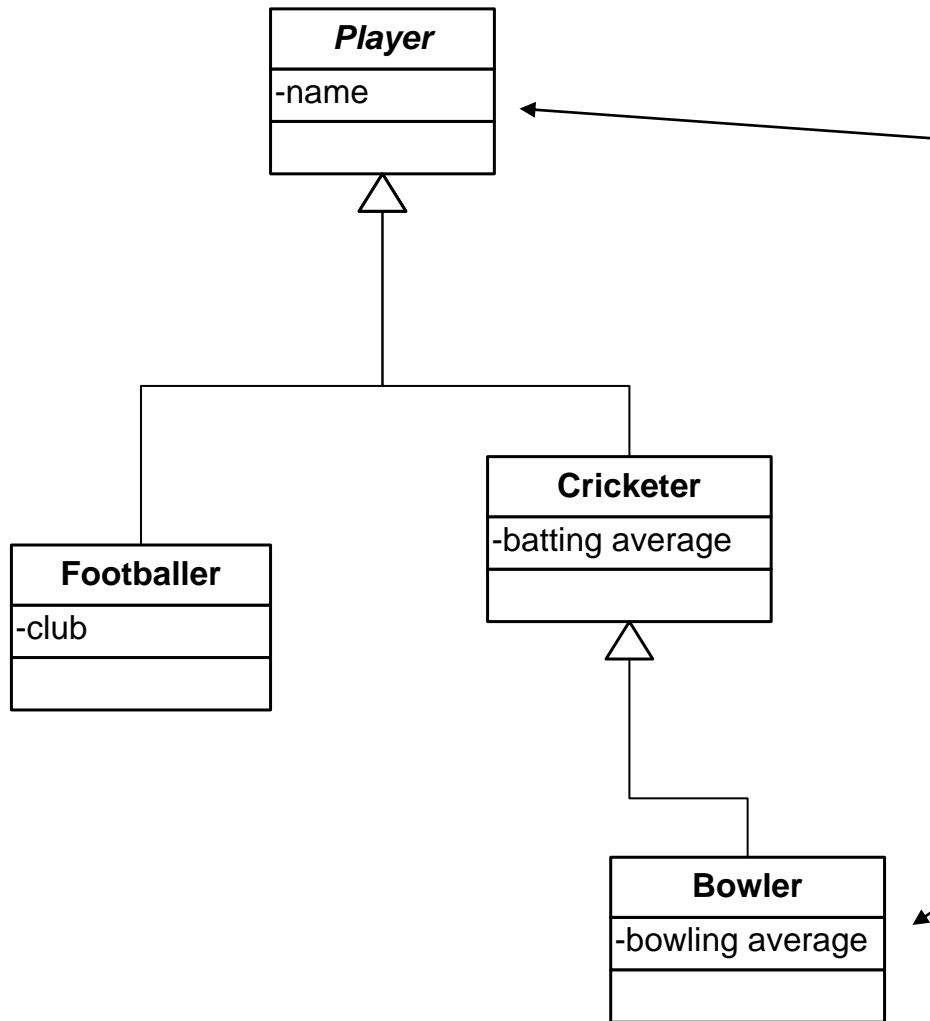 Player
-name
Cricketer
-batting average
Footballer
-club
Bowler
-bowling average